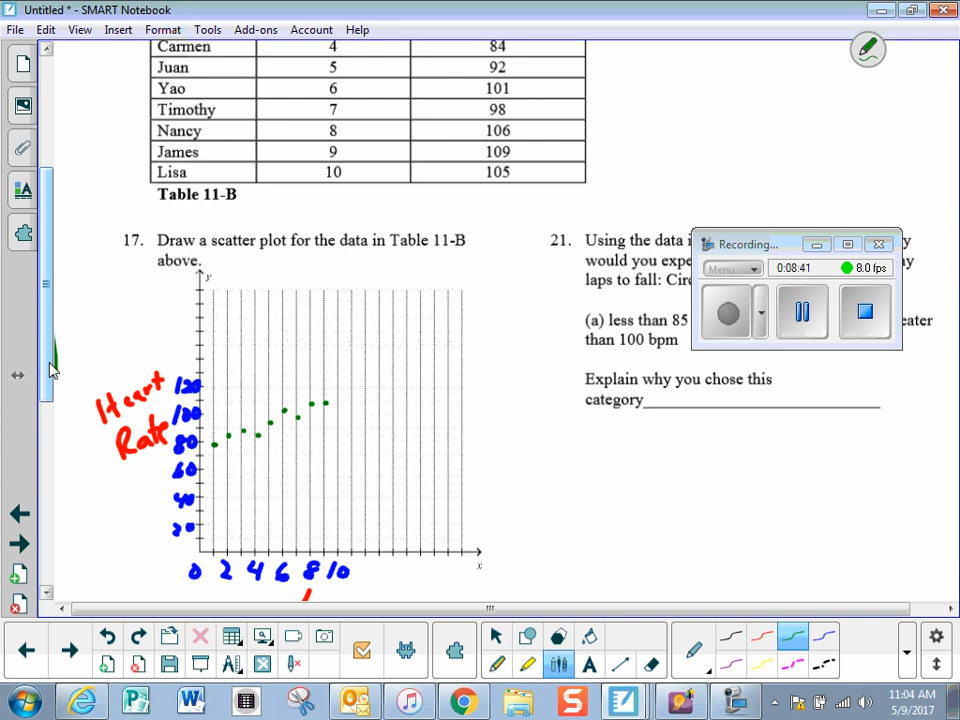 Untitled * - SMART Notebook
File Edit View Insert Format Tools Add-ons Account Help
Carmen 4 84
Juan 5 92
Yao 6 101
Timothy 7 98
Nancy 8 106
James 9 109
Lisa 10 105
Table 11-B
17. Draw a scatter plot for the data in Table 11-B
above.
y
Heart
Rate
120
100
80
60
40
20
0 2 4 6 8 10
x
21. Using the data i
would you expe
laps to fall: Circ
(a) less than 85
eater
than 100 bpm
Explain why you chose this
category
Recording...
Menu 0:08:41 8.0 fps
A
11:04 AM
5/9/2017